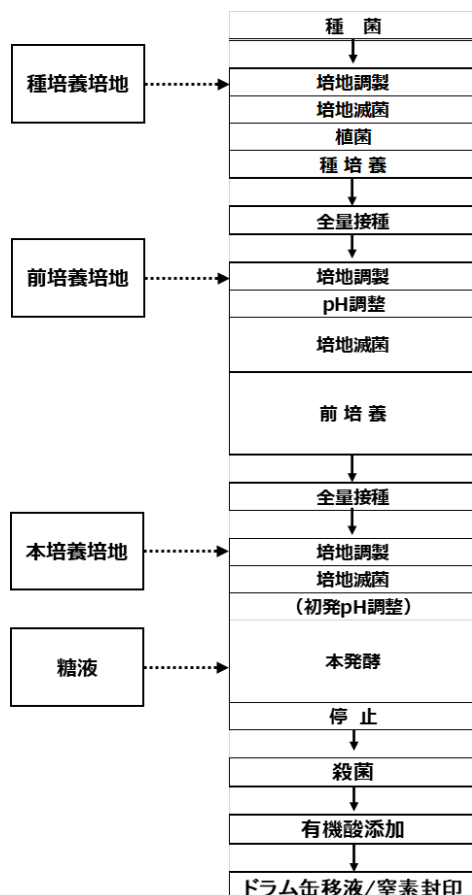 種　菌
種培養培地
培地調製
培地滅菌
植菌
種 培 養
全量接種
前培養培地
培地調製
pH調整
培地滅菌
前 培 養
全量接種
本培養培地
培地調製
培地滅菌
（初発pH調整）
糖液
本発酵
停 止
殺菌
有機酸添加
ドラム缶移液/窒素封印